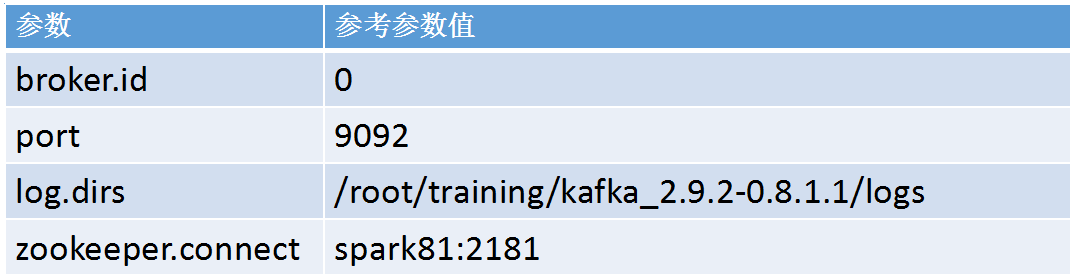 参数 参考参数值
broker.id 0
port 9092
log.dirs /root/training/kafka_2.9.2-0.8.1.1/logs
zookeeper.connect spark81:2181